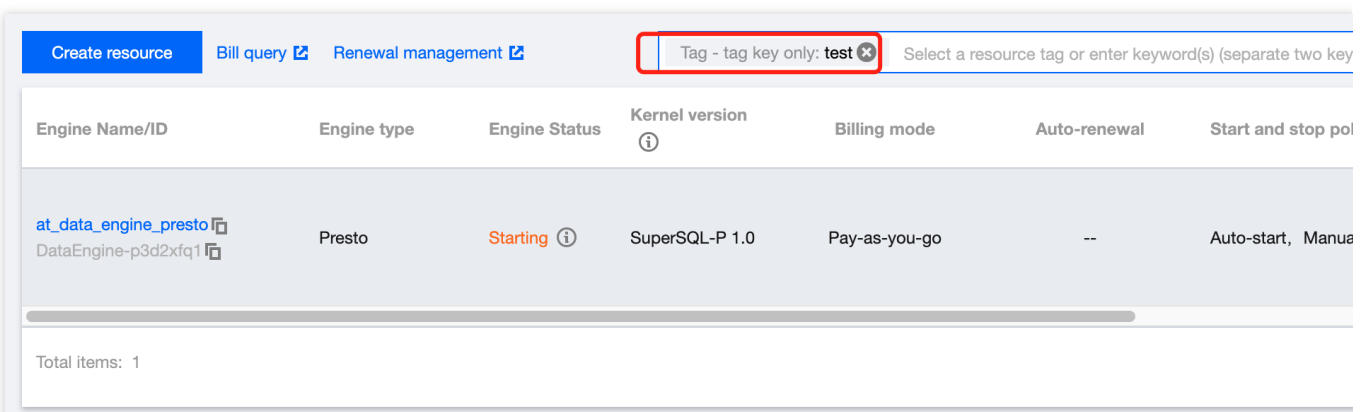 Create resource
Bill query
Renewal management
Tag - tag key only: test
Select a resource tag or enter keyword(s) (separate two key
Engine Name/ID
Engine type
Engine Status
Kernel version
Billing mode
Auto-renewal
Start and stop pol
at_data_engine_presto
DataEngine-p3d2xfq1
Presto
Starting
SuperSQL-P 1.0
Pay-as-you-go
--
Auto-start, Manua
Total items: 1